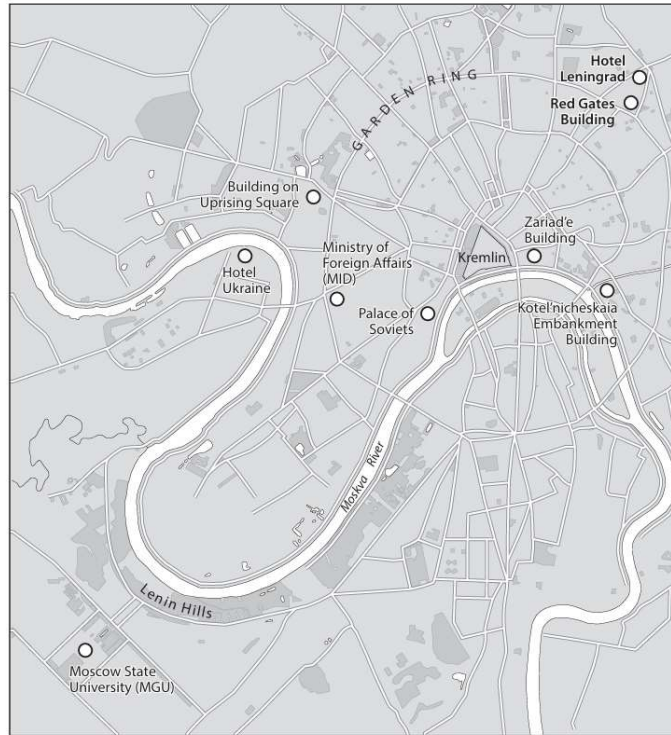 Hotel
Leningrad
GARDEN RING
Red Gates
Building
Building on
Uprising Square
Zariad'e
Building
Ministry of
Foreign Affairs
(MID)
Kremlin
Hotel
Ukraine
Palace of
Soviets
Kotel'nicheskaia
Embankment
Building
Moskva River
Lenin Hills
Moscow State
University (MGU)